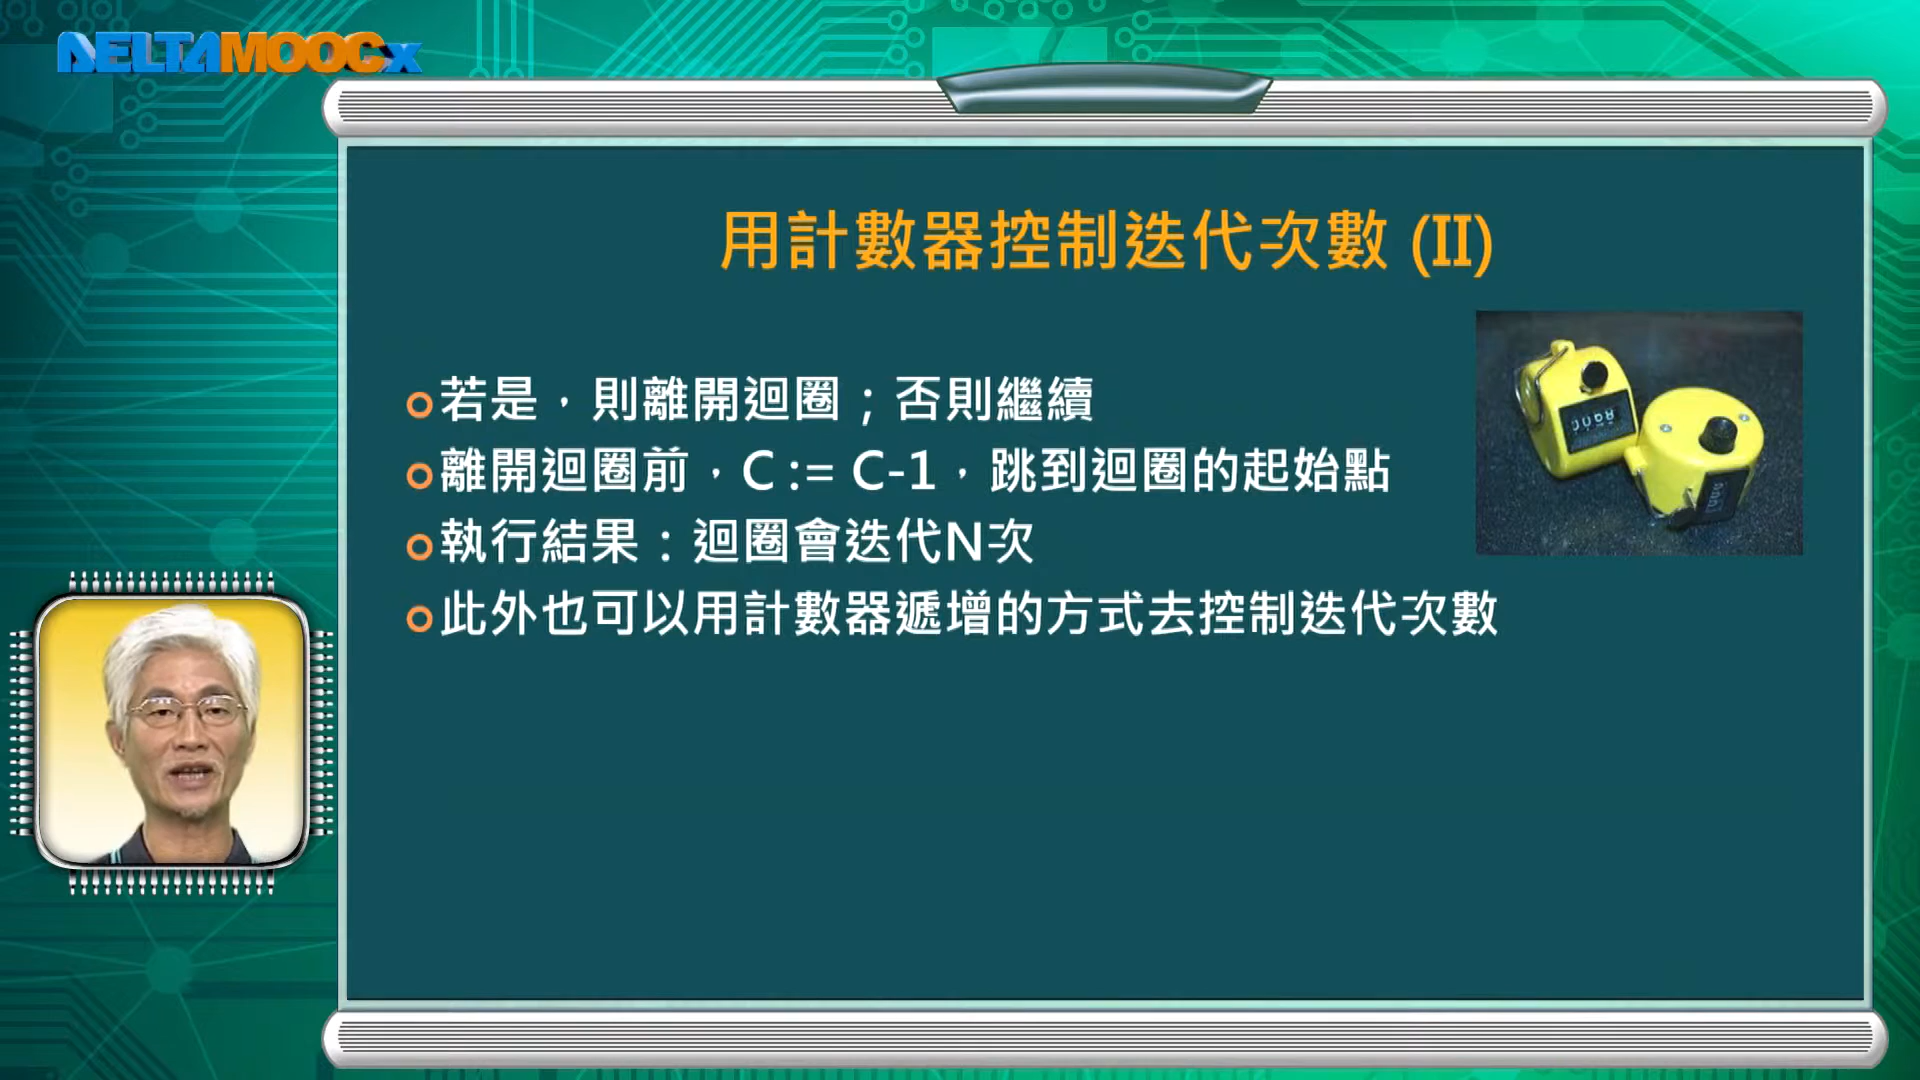 DELTAMOOCx
用計數器控制迭代次數 (II)
若是，則離開迴圈；否則繼續
離開迴圈前，C := C-1，跳到迴圈的起始點
執行結果：迴圈會迭代N次
此外也可以用計數器遞增的方式去控制迭代次數